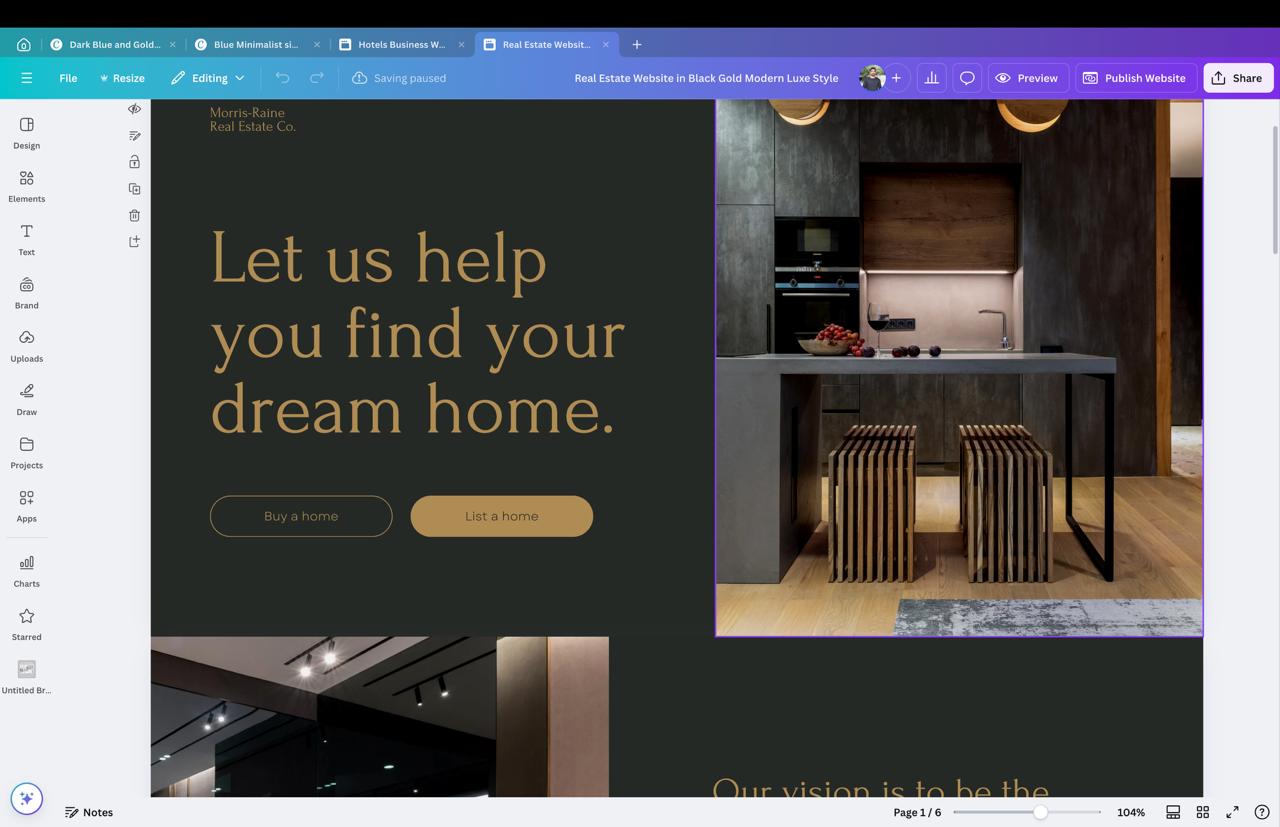 Dark Blue and Gold...
Blue Minimalist si...
Hotels Business W...
Real Estate Websit...
File
Resize
Editing
Saving paused
Real Estate Website in Black Gold Modern Luxe Style
Preview
Publish Website
Share
Design
Elements
Text
Brand
Uploads
Draw
Projects
Apps
Charts
Starred
Untitled Br...
Morris-Raine
Real Estate Co.
Let us help
you find your
dream home.
Buy a home
List a home
Our vision is to be the
Notes
Page 1 / 6
104%